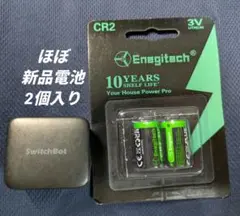 ほぼ
新品電池
2個入り
SwitchBot
CR2
3V
LITHIUM
Enegitech
10 YEARS
SHELF LIFE
Your House Power Pro